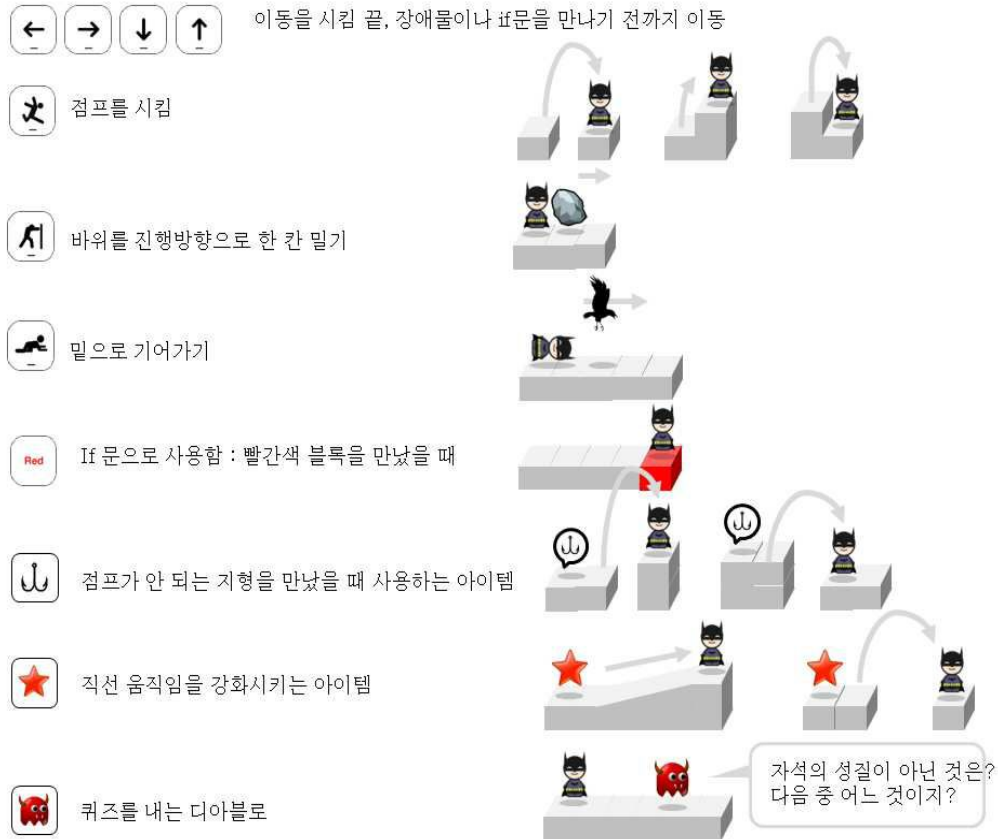 이동을 시킴 끝, 장애물이나 if문을 만나기 전까지 이동
점프를 시킴
바위를 진행방향으로 한 칸 밀기
밑으로 기어가기
Red
If 문으로 사용함 : 빨간색 블록을 만났을 때
점프가 안 되는 지형을 만났을 때 사용하는 아이템
직선 움직임을 강화시키는 아이템
자석의 성질이 아닌 것은?
다음 중 어느 것이지?
퀴즈를 내는 디아블로